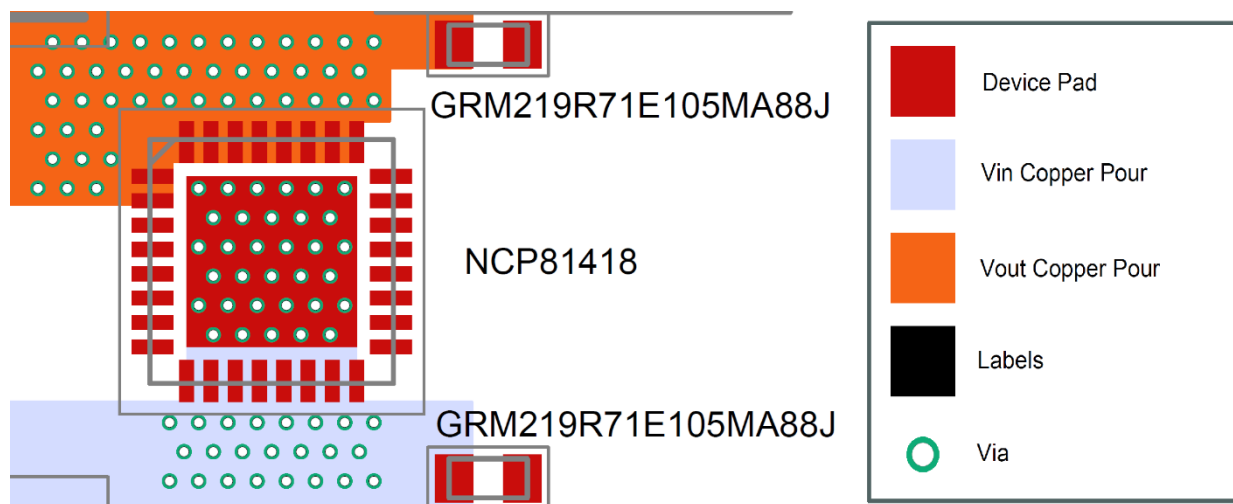 GRM219R71E105MA88J
NCP81418
GRM219R71E105MA88J
Device Pad
Vin Copper Pour
Vout Copper Pour
Labels
Via